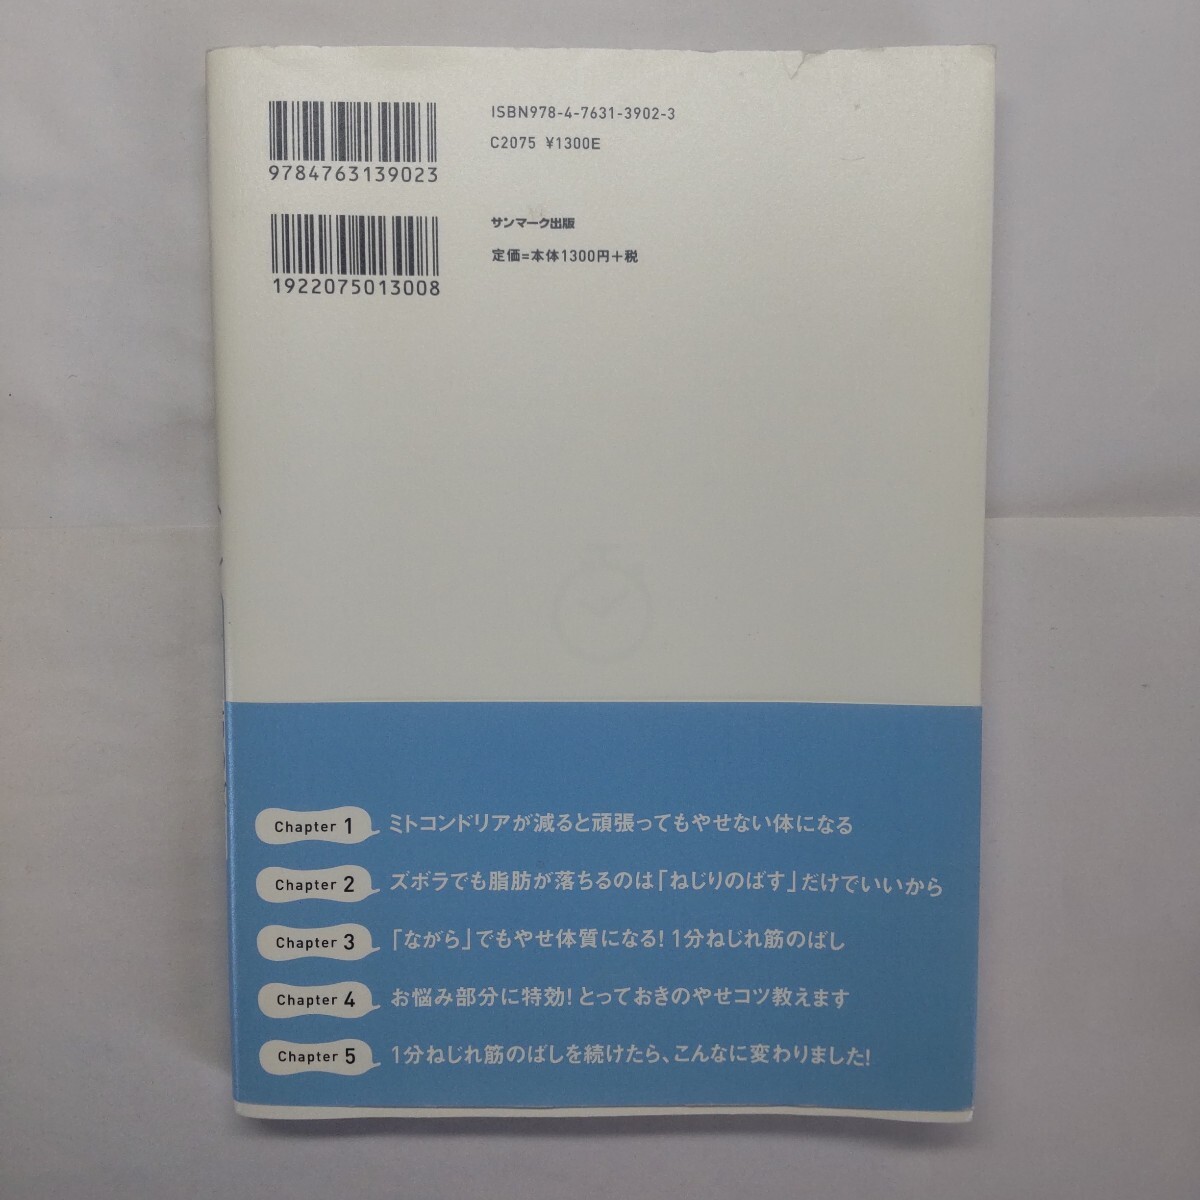 ISBN978-4-7631-3902-3
C2075 ¥1300E
9784763139023
サンマーク出版
定価=本体1300円+税
1922075013008
Chapter 1 ミトコンドリアが減ると頑張ってもやせない体になる
Chapter 2 ズボラでも脂肪が落ちるのは「ねじりのばす」だけでいいから
Chapter 3 「ながら」でもやせ体質になる!1分ねじれ筋のばし
Chapter 4 お悩み部分に特効!とっておきのやせコツ教えます
Chapter 5 1分ねじれ筋のばしを続けたら、こんなに変わりました!